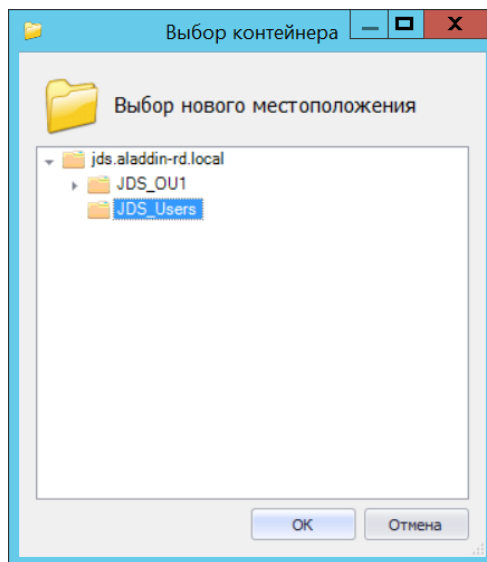 Выбор контейнера
Выбор нового местоположения
jds.aladdin-rd.local
JDS_OU1
JDS_Users
OK
Отмена